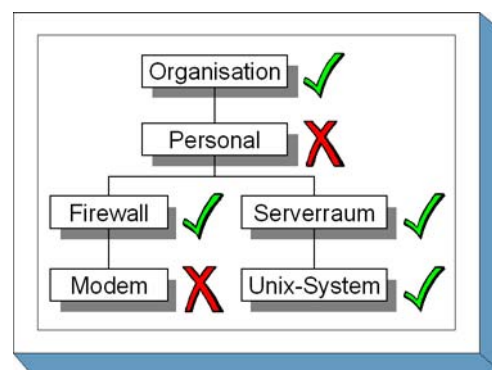 Organisation
Personal
Firewall
Serverraum
Modem
Unix-System